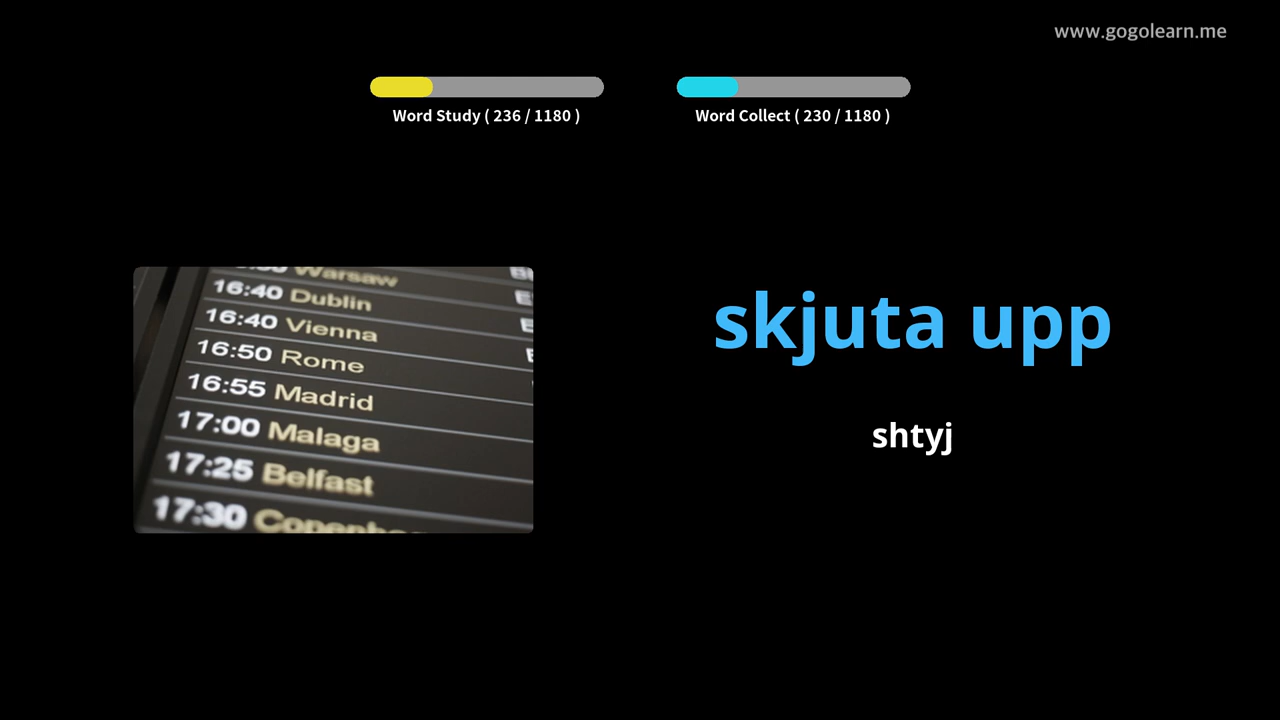 www.gogolearn.me
Word Study ( 236 / 1180 )
Word Collect ( 230 / 1180 )
skjuta upp
shtyj
Warsaw
16:40 Dublin
16:40 Vienna
16:50 Rome
16:55 Madrid
17:00 Malaga
17:25 Belfast
17:30